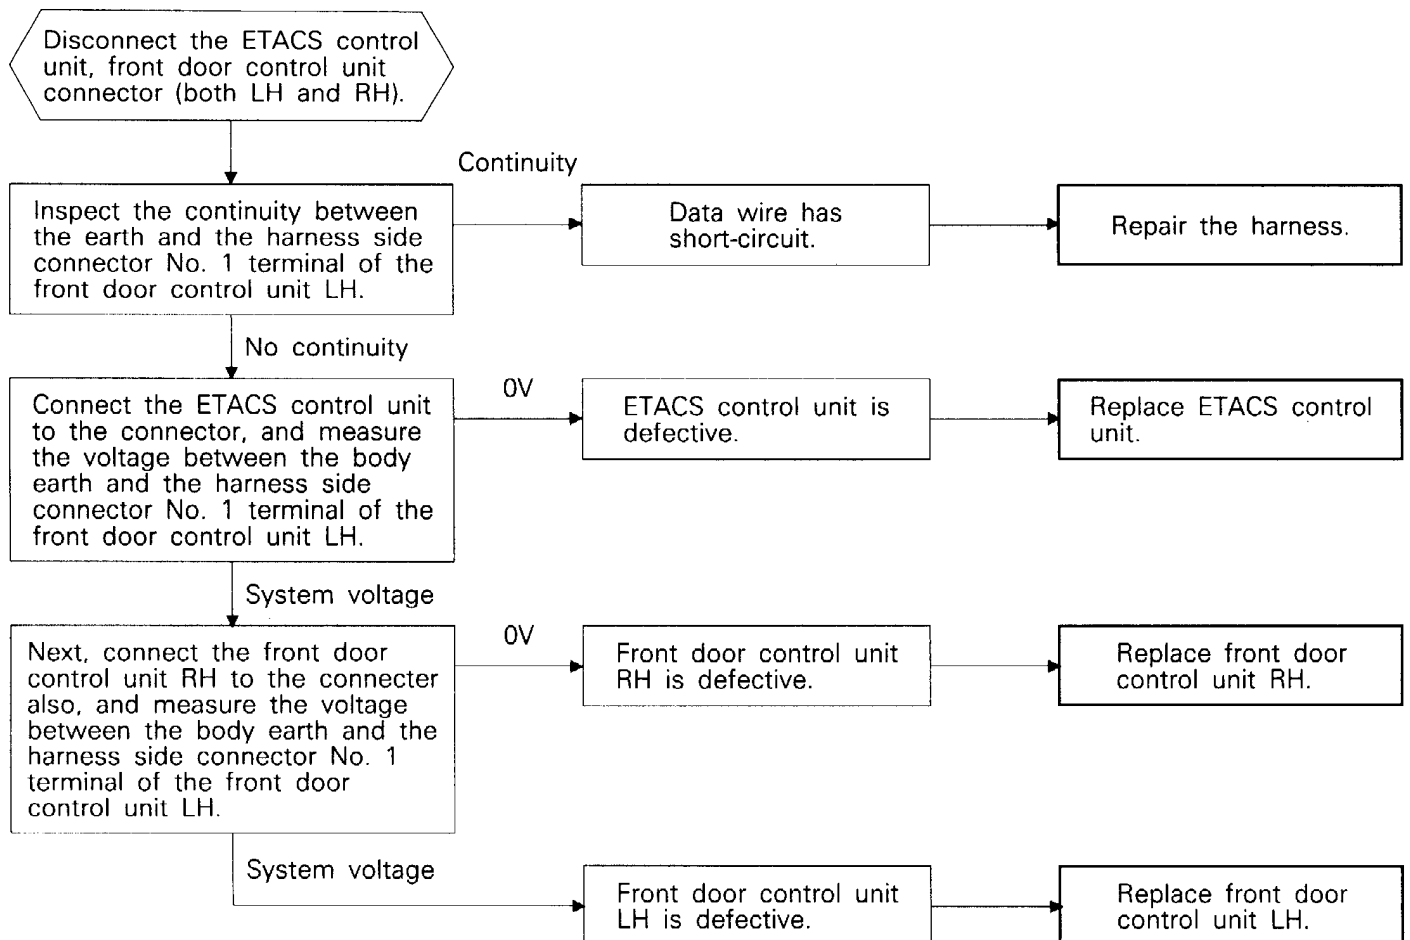 Disconnect the ETACS control
unit, front door control unit
connector (both LH and RH).
Continuity
Inspect the continuity between
the earth and the harness side
connector No. 1 terminal of the
front door control unit LH.
Data wire has
short-circuit.
Repair the harness.
No continuity
Connect the ETACS control unit
to the connector, and measure
the voltage between the body
earth and the harness side
connector No. 1 terminal of the
front door control unit LH.
0V
ETACS control unit is
defective.
Replace ETACS control
unit.
System voltage
Next, connect the front door
control unit RH to the connecter
also, and measure the voltage
between the body earth and the
harness side connector No. 1
terminal of the front door
control unit LH.
0V
Front door control unit
RH is defective.
Replace front door
control unit RH.
System voltage
Front door control unit
LH is defective.
Replace front door
control unit LH.